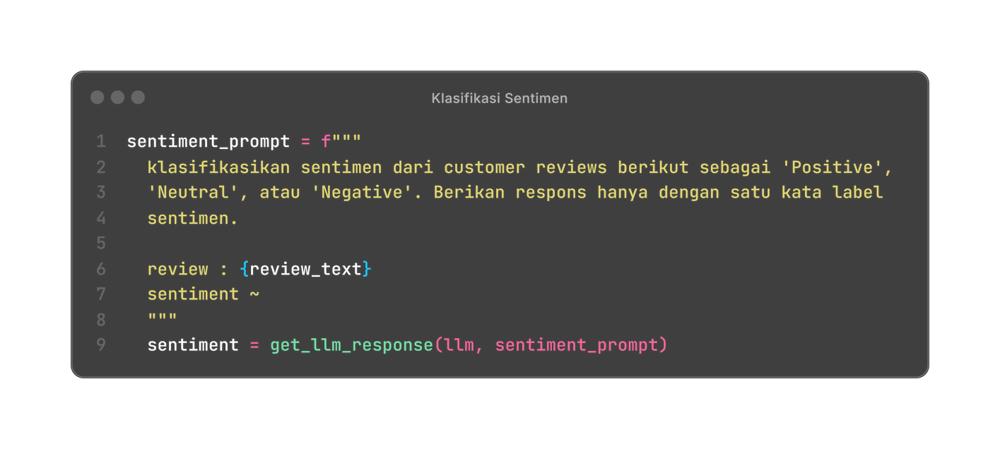 Klasifikasi Sentimen
1 sentiment_prompt = f"""
2 klasifikasikan sentimen dari customer reviews berikut sebagai 'Positive',
3 'Neutral', atau 'Negative'. Berikan respons hanya dengan satu kata label
4 sentimen.
5
6 review : {review_text}
7 sentiment ~
8 """
9 sentiment = get_llm_response(llm, sentiment_prompt)